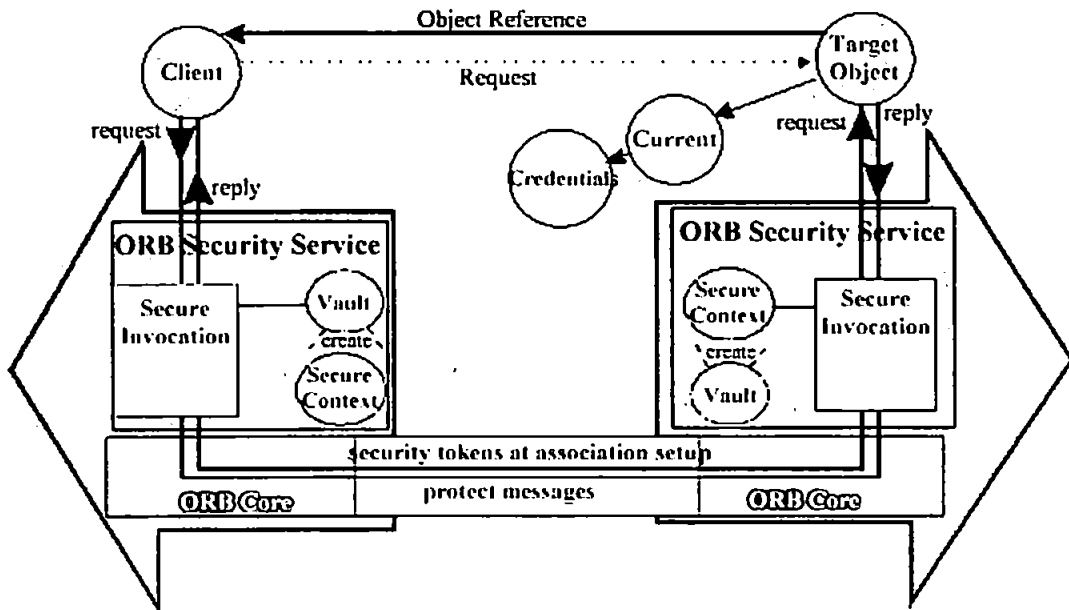 Object Reference
Client
Target
Object
Request
request
reply
Current
Credentials
request
reply
ORB Security Service
Secure
Invocation
Vault
create
Secure
Context
ORB Security Service
Secure
Context
create
Vault
Secure
Invocation
security tokens at association setup
protect messages
ORB Core
ORB Core